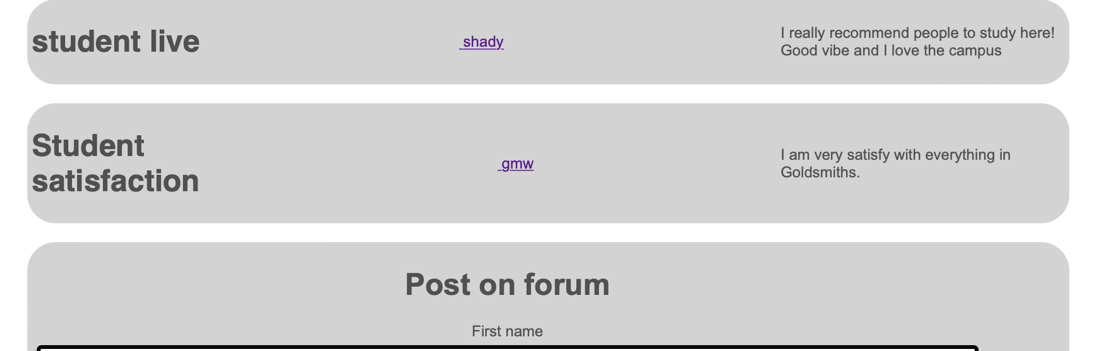 student live
shady
I really recommend people to study here!
Good vibe and I love the campus
Student
satisfaction
gmw
I am very satisfy with everything in
Goldsmiths.
Post on forum
First name